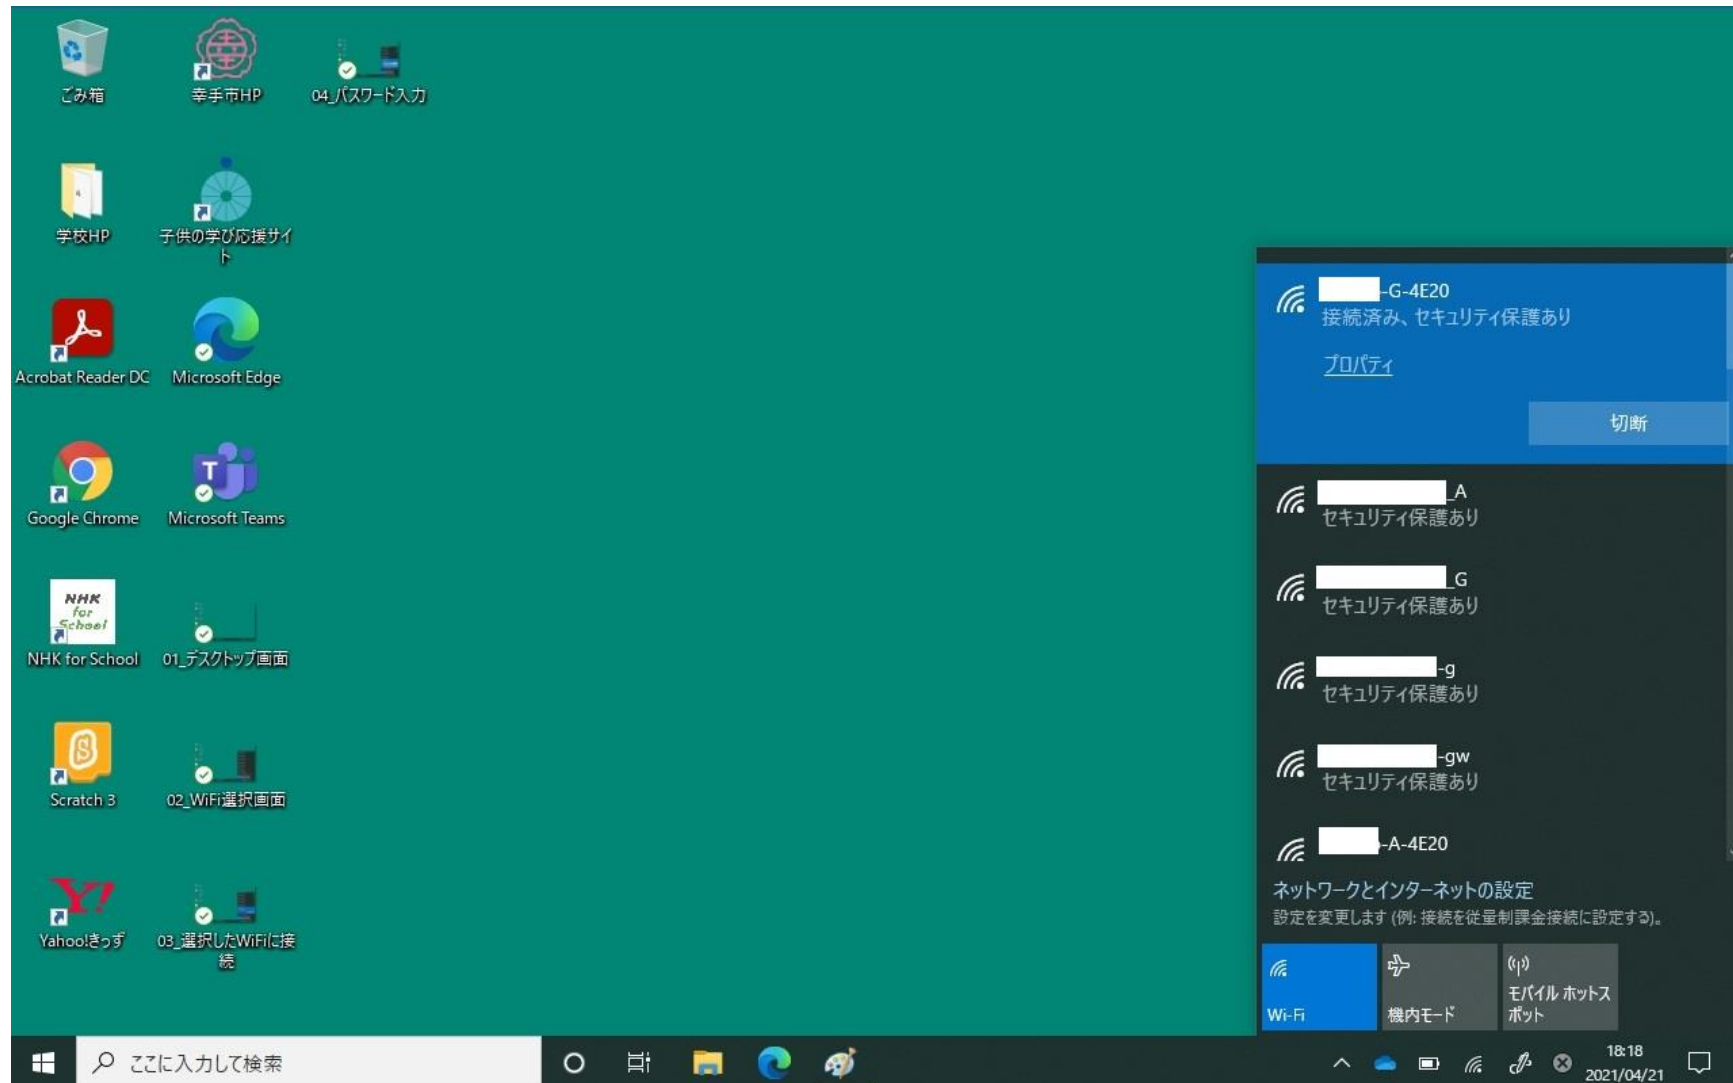 ごみ箱
幸手市HP
04_パスワード入力
学校HP
子供の学び応援サイ
ト
Acrobat Reader DC
Microsoft Edge
Google Chrome
T
Microsoft Teams
NHK
for
School
NHK for School
01_デスクトップ画面
S
Scratch 3
02_WiFi選択画面
Y!
Yahoo!きっず
03_選択したWiFiに接
続
-G-4E20
接続済み、セキュリティ保護あり
プロパティ
切断
_A
セキュリティ保護あり
_G
セキュリティ保護あり
-g
セキュリティ保護あり
-gw
セキュリティ保護あり
-A-4E20
ネットワークとインターネットの設定
設定を変更します (例: 接続を従量制課金接続に設定する)。
Wi-Fi
機内モード
モバイル ホットス
ポット
ここに入力して検索
18:18
2021/04/21